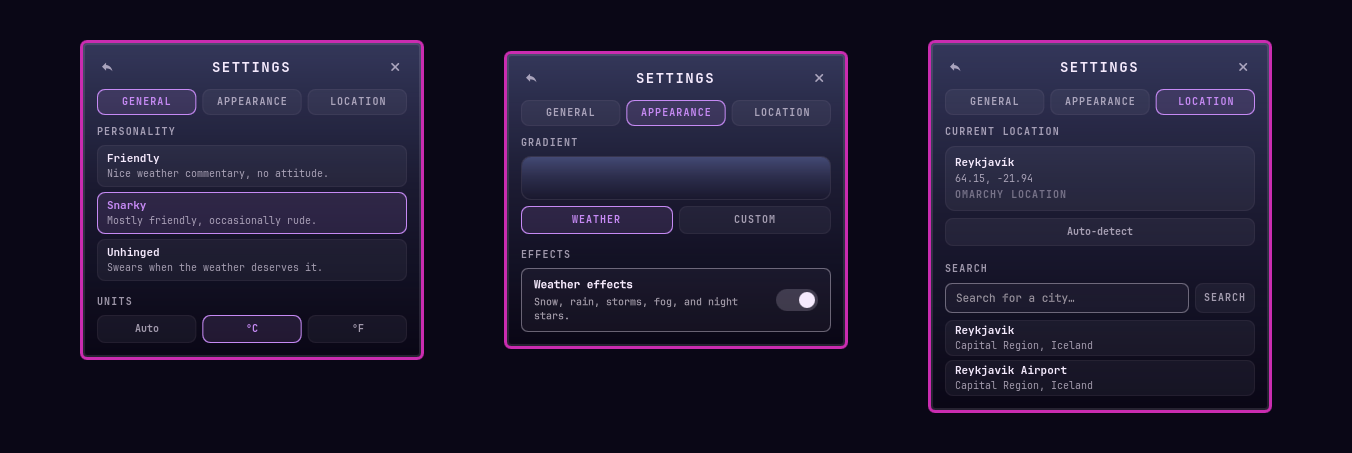 SETTINGS
GENERAL APPEARANCE LOCATION
PERSONALITY
Friendly
Nice weather commentary, no attitude.
Snarky
Mostly friendly, occasionally rude.
Unhinged
Swears when the weather deserves it.
UNITS
Auto °C °F
SETTINGS
GENERAL APPEARANCE LOCATION
GRADIENT
WEATHER CUSTOM
EFFECTS
Weather effects
Snow, rain, storms, fog, and night
stars.
SETTINGS
GENERAL APPEARANCE LOCATION
CURRENT LOCATION
Reykjavík
64.15, -21.94
OMARCHY LOCATION
Auto-detect
SEARCH
Search for a city… SEARCH
Reykjavik
Capital Region, Iceland
Reykjavik Airport
Capital Region, Iceland